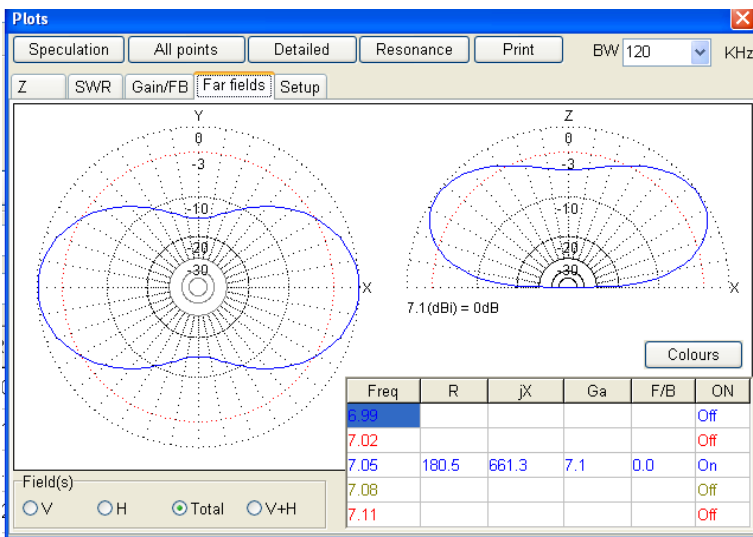 Plots
Speculation All points Detailed Resonance Print BW 120 KHz
Z SWR Gain/FB Far fields Setup
Y Z
0 0
-3 -3
-10 -10
-20 -20
-30 -30
X X
7.1(dBi) = 0dB
Colours
Freq R jX Ga F/B ON
6.99 Off
7.02 Off
7.05 180.5 661.3 7.1 0.0 On
7.08 Off
7.11 Off
Field(s)
V H Total V+H